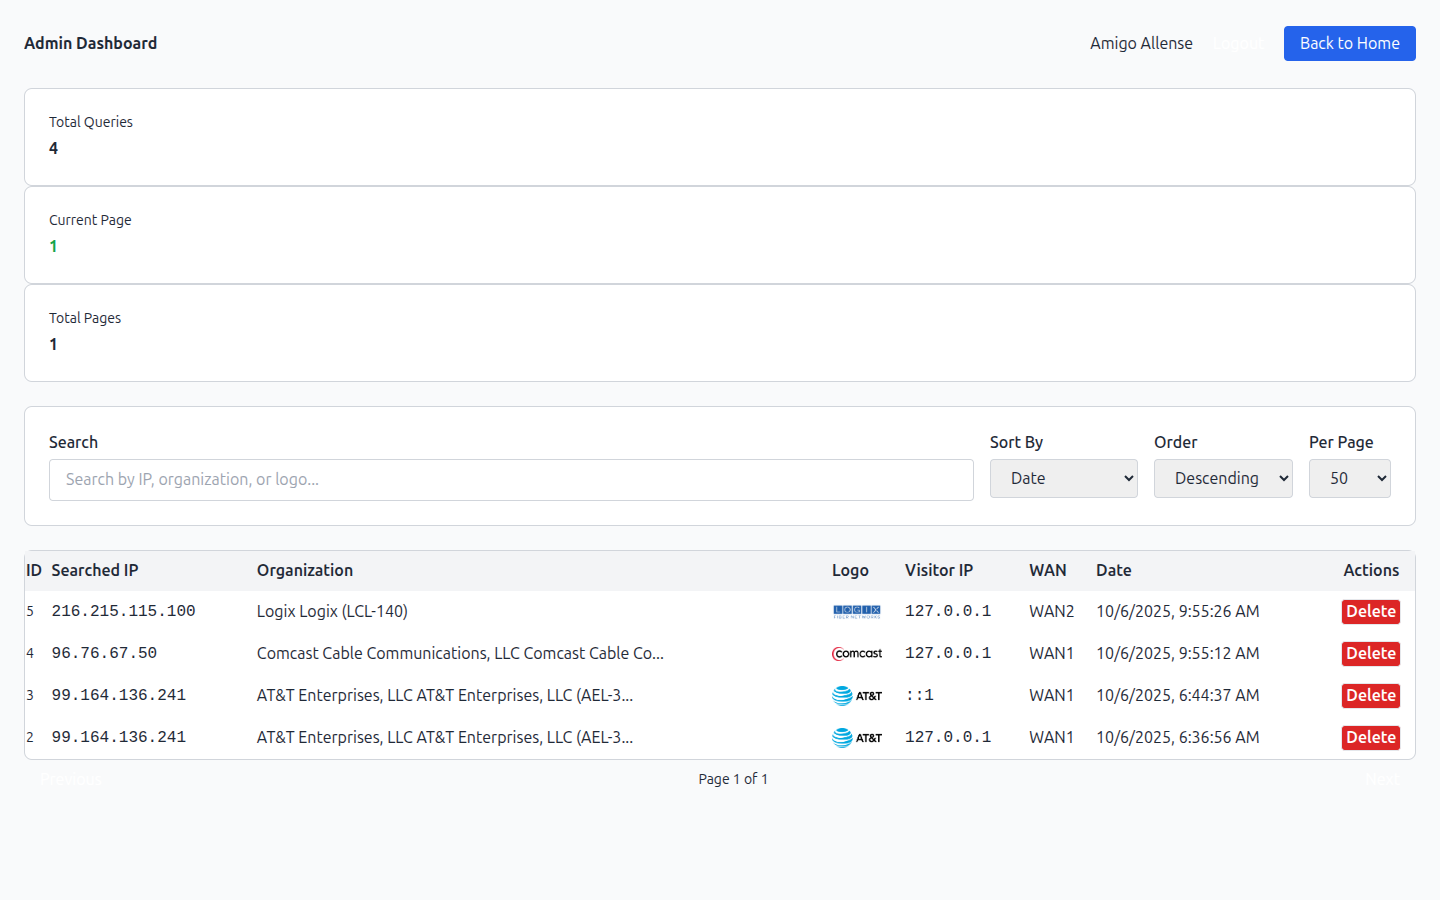 Admin Dashboard
Amigo Allense Logout Back to Home
Total Queries
4
Current Page
1
Total Pages
1
Search Sort By Order Per Page
Search by IP, organization, or logo... Date Descending 50
ID Searched IP Organization Logo Visitor IP WAN Date Actions
5 216.215.115.100 Logix Logix (LCL-140) LOGIX FIBER NETWORKS 127.0.0.1 WAN2 10/6/2025, 9:55:26 AM Delete
4 96.76.67.50 Comcast Cable Communications, LLC Comcast Cable Co... comcast 127.0.0.1 WAN1 10/6/2025, 9:55:12 AM Delete
3 99.164.136.241 AT&T Enterprises, LLC AT&T Enterprises, LLC (AEL-3... AT&T ::1 WAN1 10/6/2025, 6:44:37 AM Delete
2 99.164.136.241 AT&T Enterprises, LLC AT&T Enterprises, LLC (AEL-3... AT&T 127.0.0.1 WAN1 10/6/2025, 6:36:56 AM Delete
Previous Page 1 of 1 Next